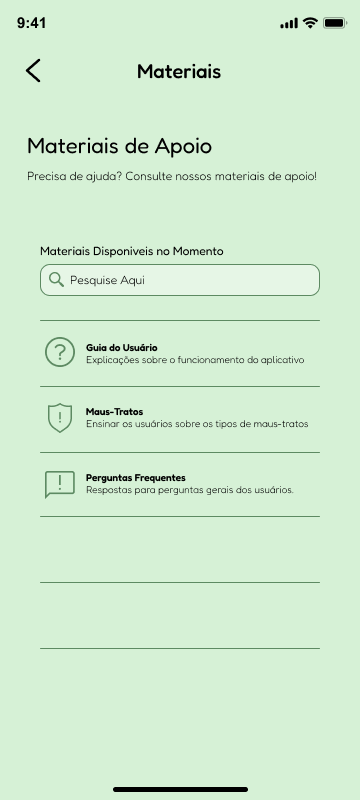 9:41
Materiais
Materiais de Apoio
Precisa de ajuda? Consulte nossos materiais de apoio!
Materiais Disponiveis no Momento
Pesquise Aqui
Guia do Usuário
Explicações sobre o funcionamento do aplicativo
Maus-Tratos
Ensinar os usuários sobre os tipos de maus-tratos
Perguntas Frequentes
Respostas para perguntas gerais dos usuários.